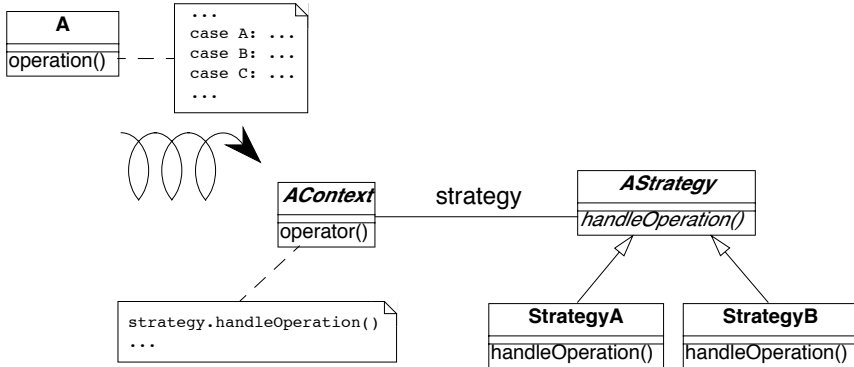 A
operation()
...
case A: ...
case B: ...
case C: ...
...
AContext
operator()
strategy
AStrategy
handleOperation()
strategy.handleOperation()
...
StrategyA
handleOperation()
StrategyB
handleOperation()